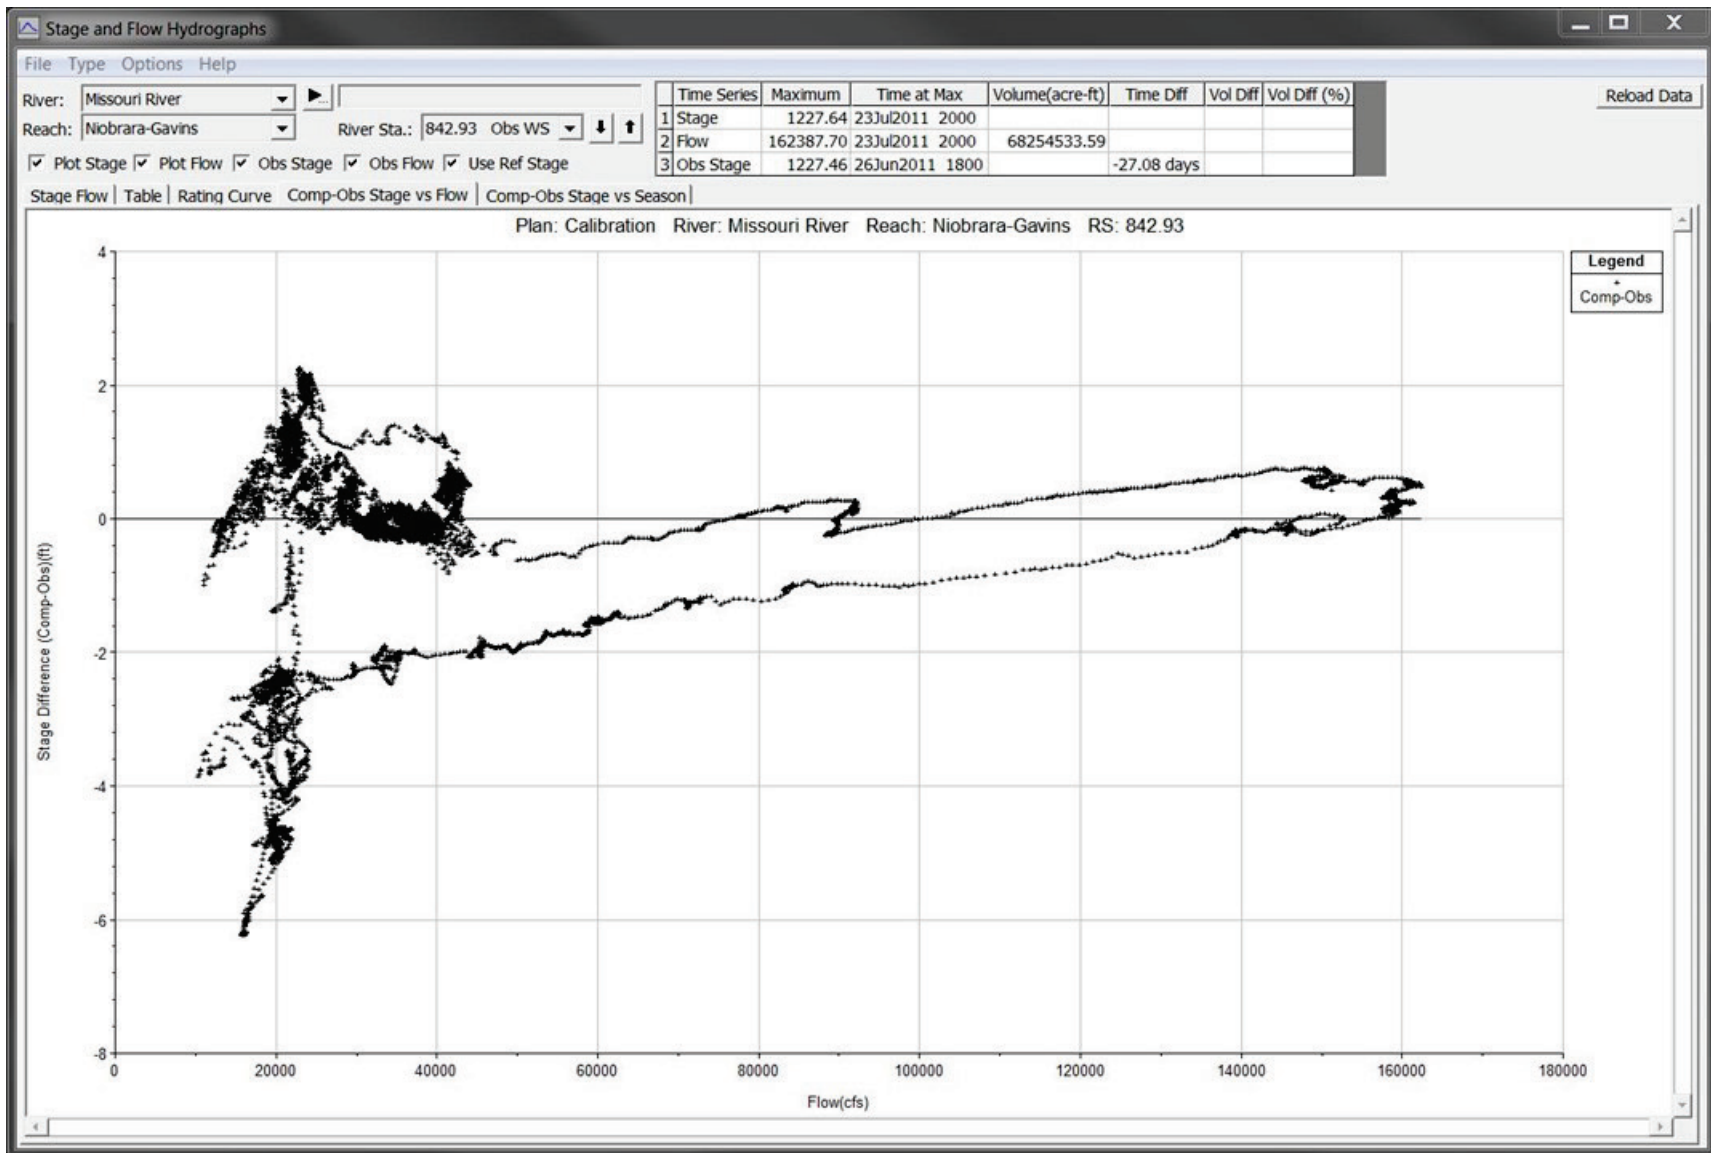 Stage and Flow Hydrographs
File Type Options Help
River: Missouri River
Reach: Niobrara-Gavins River Sta.: 842.93 Obs WS
Plot Stage Plot Flow Obs Stage Obs Flow Use Ref Stage
Time Series Maximum Time at Max Volume(acre-ft) Time Diff Vol Diff Vol Diff (%)
1 Stage 1227.64 23Jul2011 2000
2 Flow 162387.70 23Jul2011 2000 68254533.59
3 Obs Stage 1227.46 26Jun2011 1800 -27.08 days
Reload Data
Stage Flow Table Rating Curve Comp-Obs Stage vs Flow Comp-Obs Stage vs Season
Plan: Calibration River: Missouri River Reach: Niobrara-Gavins RS: 842.93
Legend
Comp-Obs
Stage Difference (Comp-Obs)(ft)
4
2
0
-2
-4
-6
-8
0 20000 40000 60000 80000 100000 120000 140000 160000 180000
Flow(cfs)